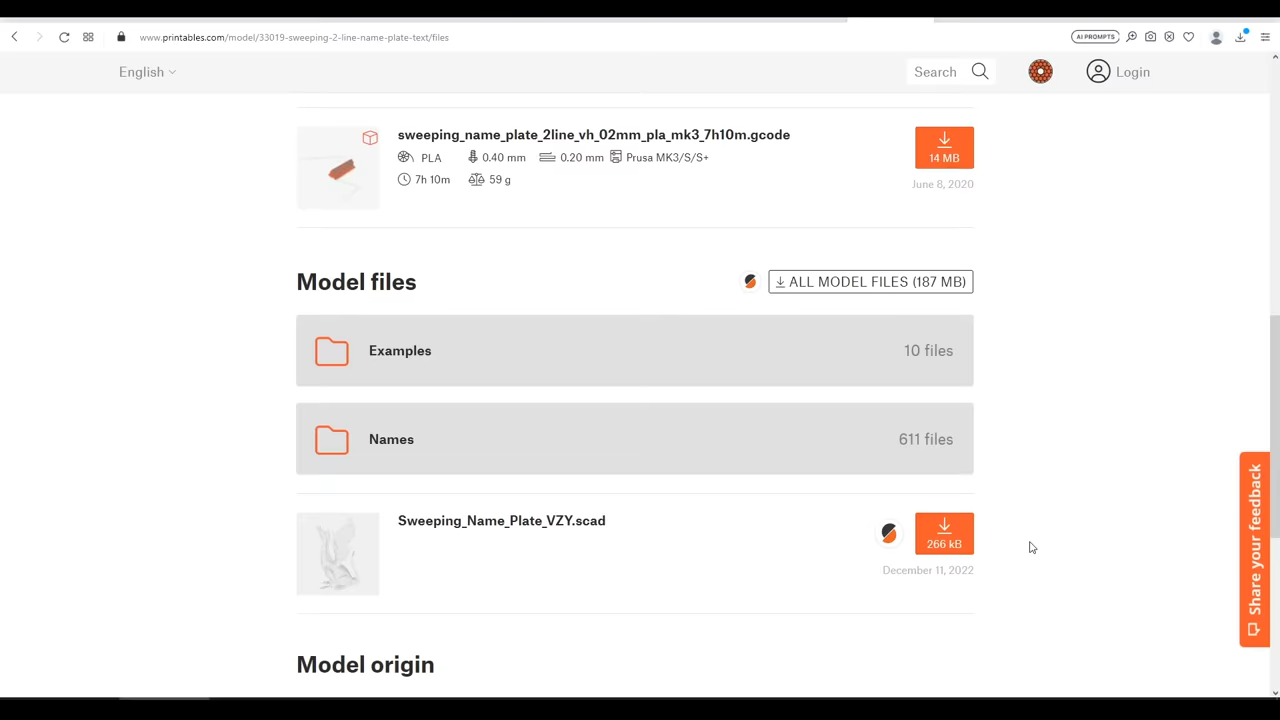 www.printables.com/model/33019-sweeping-2-line-name-plate-text/files
AI PROMPTS
English
Search
Login
sweeping_name_plate_2line_vh_02mm_pla_mk3_7h10m.gcode
PLA 0.40 mm 0.20 mm Prusa MK3/S/S+
7h 10m 59 g
14 MB
June 8, 2020
Model files
ALL MODEL FILES (187 MB)
Examples
10 files
Names
611 files
Sweeping_Name_Plate_VZY.scad
266 kB
December 11, 2022
Model origin
Share your feedback